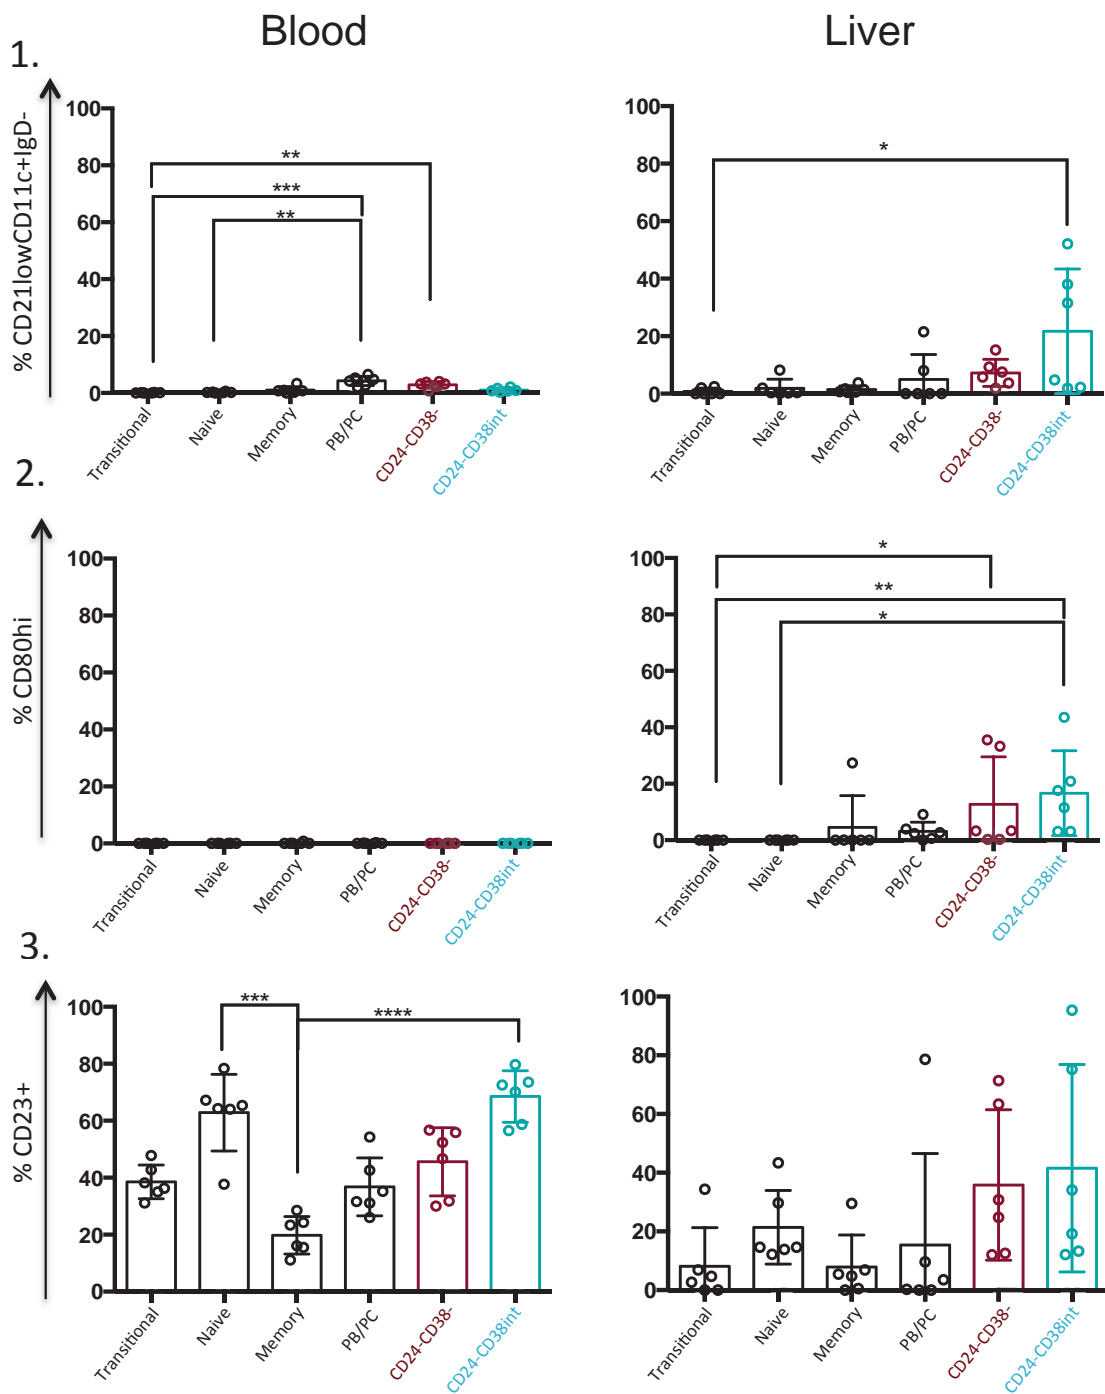 Blood
Liver
1.
% CD21lowCD11c+IgD-
100
80
60
40
20
0
**
***
**
Transitional
Naive
Memory
PB/PC
CD24-CD38-
CD24-CD38int
100
80
60
40
20
0
*
Transitional
Naive
Memory
PB/PC
CD24-CD38-
CD24-CD38int
2.
% CD80hi
100
80
60
40
20
0
Transitional
Naive
Memory
PB/PC
CD24-CD38-
CD24-CD38int
100
80
60
40
20
0
*
**
*
Transitional
Naive
Memory
PB/PC
CD24-CD38-
CD24-CD38int
3.
% CD23+
100
80
60
40
20
0
***
****
Transitional
Naive
Memory
PB/PC
CD24-CD38-
CD24-CD38int
100
80
60
40
20
0
Transitional
Naive
Memory
PB/PC
CD24-CD38-
CD24-CD38int